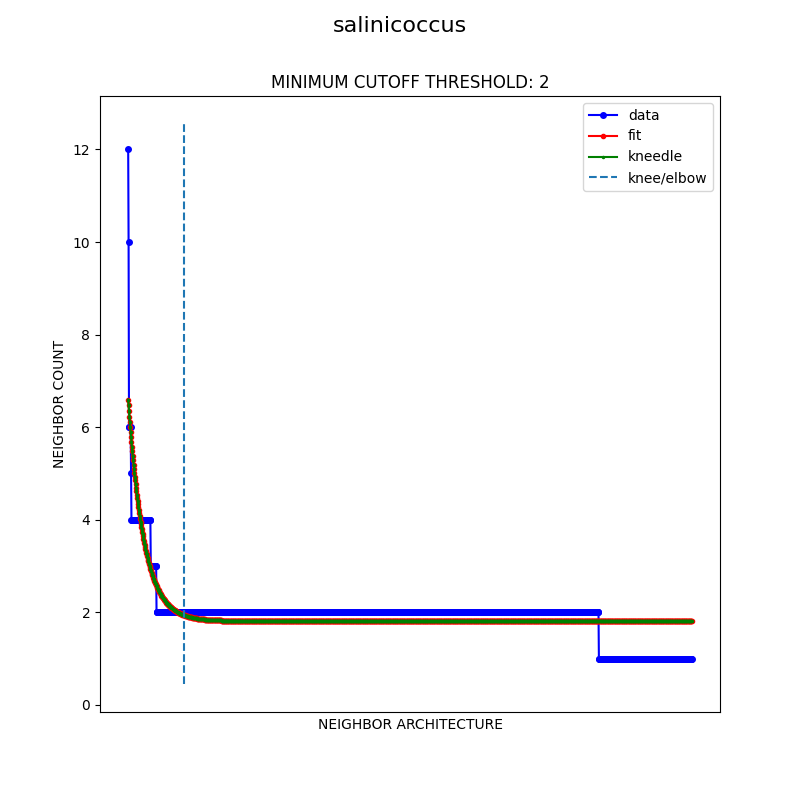 salinicoccus
MINIMUM CUTOFF THRESHOLD: 2
data
fit
kneedle
knee/elbow
12
10
8
6
4
2
0
NEIGHBOR COUNT
NEIGHBOR ARCHITECTURE